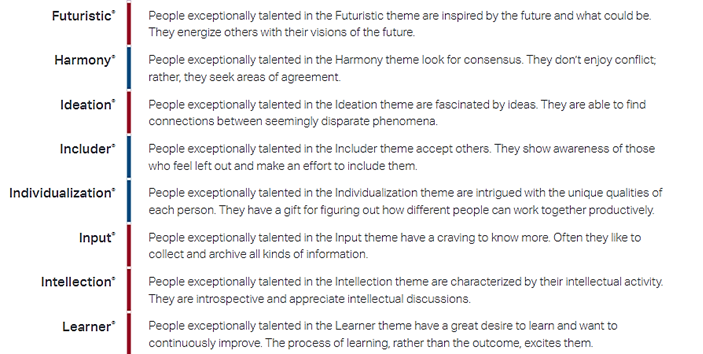 Futuristic® People exceptionally talented in the Futuristic theme are inspired by the future and what could be.
They energize others with their visions of the future.
Harmony® People exceptionally talented in the Harmony theme look for consensus. They don't enjoy conflict;
rather, they seek areas of agreement.
Ideation® People exceptionally talented in the Ideation theme are fascinated by ideas. They are able to find
connections between seemingly disparate phenomena.
Includer® People exceptionally talented in the Includer theme accept others. They show awareness of those
who feel left out and make an effort to include them.
Individualization® People exceptionally talented in the Individualization theme are intrigued with the unique qualities of
each person. They have a gift for figuring out how different people can work together productively.
Input® People exceptionally talented in the Input theme have a craving to know more. Often they like to
collect and archive all kinds of information.
Intellection® People exceptionally talented in the Intellection theme are characterized by their intellectual activity.
They are introspective and appreciate intellectual discussions.
Learner® People exceptionally talented in the Learner theme have a great desire to learn and want to
continuously improve. The process of learning, rather than the outcome, excites them.